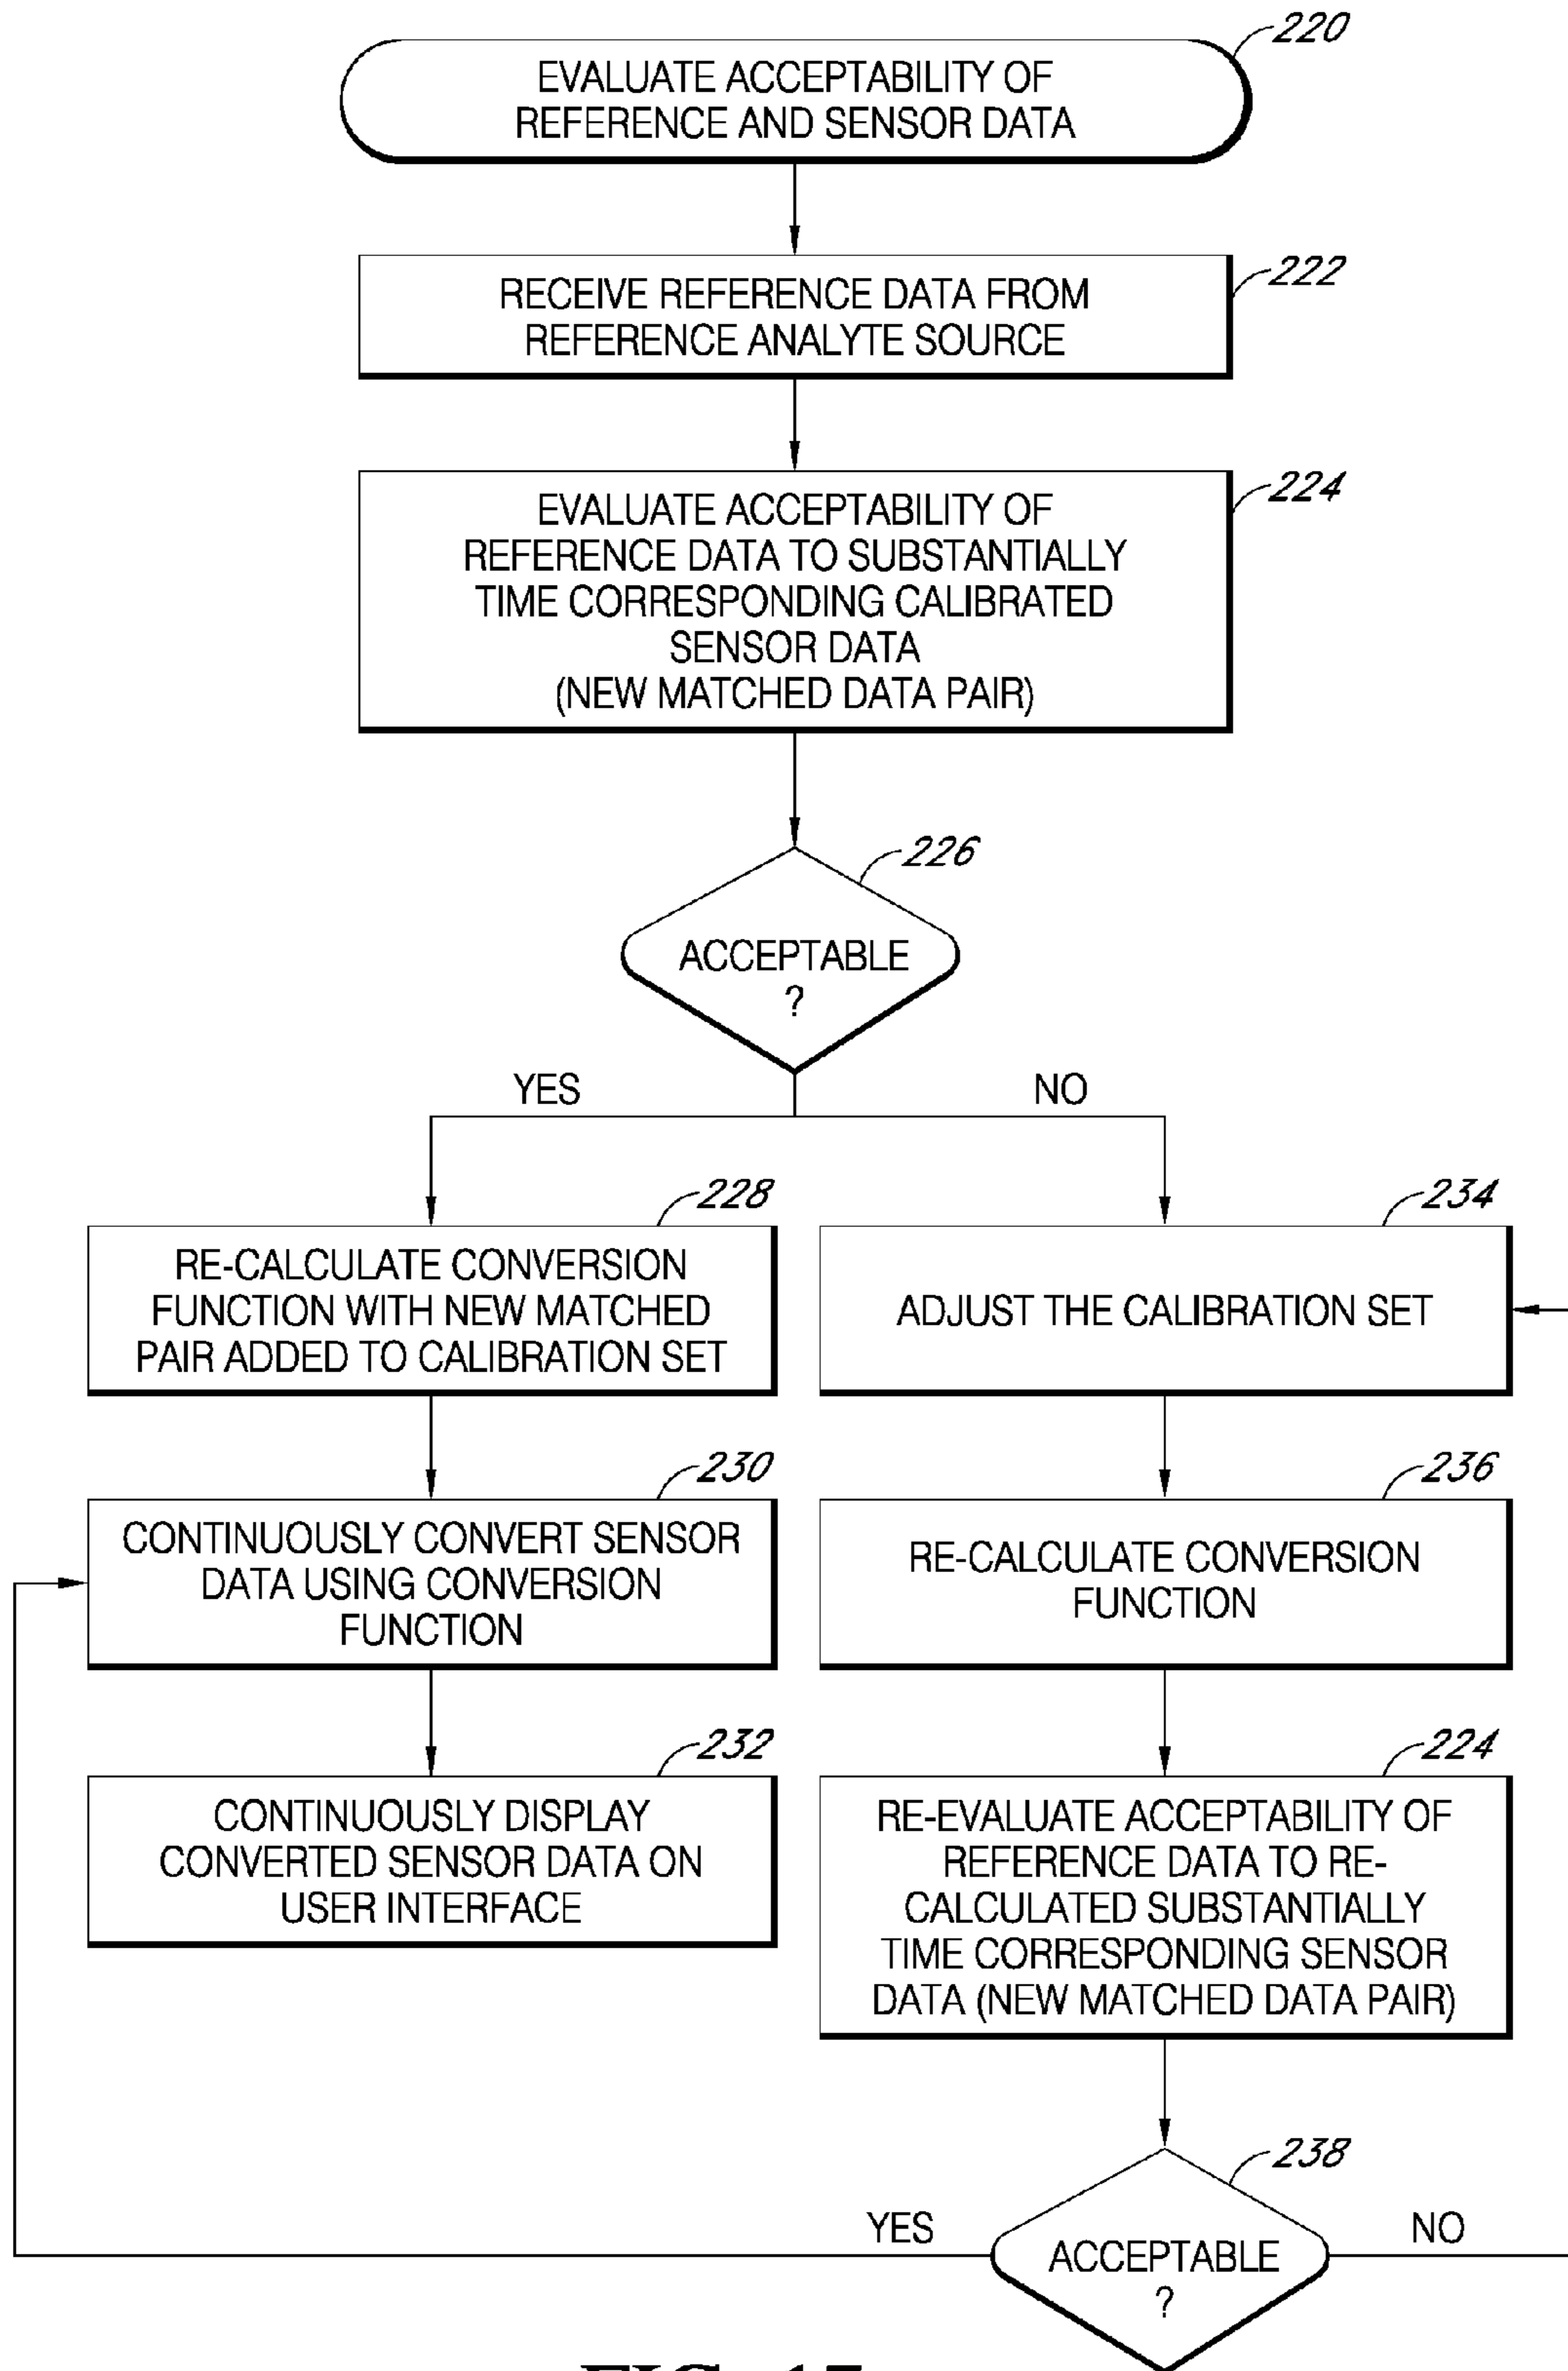 220
EVALUATE ACCEPTABILITY OF
REFERENCE AND SENSOR DATA
222
RECEIVE REFERENCE DATA FROM
REFERENCE ANALYTE SOURCE
224
EVALUATE ACCEPTABILITY OF
REFERENCE DATA TO SUBSTANTIALLY
TIME CORRESPONDING CALIBRATED
SENSOR DATA
(NEW MATCHED DATA PAIR)
226
ACCEPTABLE
?
YES
NO
228
RE-CALCULATE CONVERSION
FUNCTION WITH NEW MATCHED
PAIR ADDED TO CALIBRATION SET
234
ADJUST THE CALIBRATION SET
230
CONTINUOUSLY CONVERT SENSOR
DATA USING CONVERSION
FUNCTION
236
RE-CALCULATE CONVERSION
FUNCTION
232
CONTINUOUSLY DISPLAY
CONVERTED SENSOR DATA ON
USER INTERFACE
224
RE-EVALUATE ACCEPTABILITY OF
REFERENCE DATA TO RE-
CALCULATED SUBSTANTIALLY
TIME CORRESPONDING SENSOR
DATA (NEW MATCHED DATA PAIR)
238
YES
ACCEPTABLE
?
NO